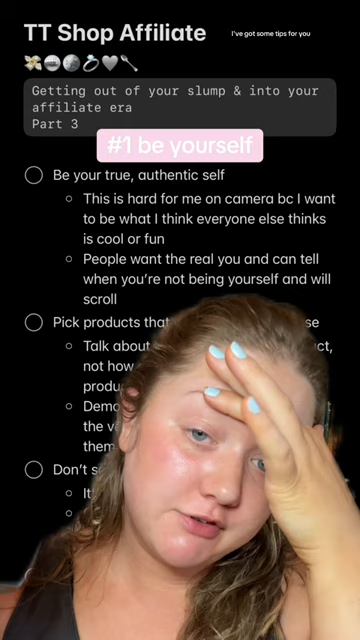 TT Shop Affiliate
I've got some tips for you
Getting out of your slump & into your
affiliate era
Part 3
#1 be yourself
Be your true, authentic self
This is hard for me on camera bc I want
to be what I think everyone else thinks
is cool or fun
People want the real you and can tell
when you're not being yourself and will
scroll
Pick products that
Talk about
not how
Demo
the
them
Don't